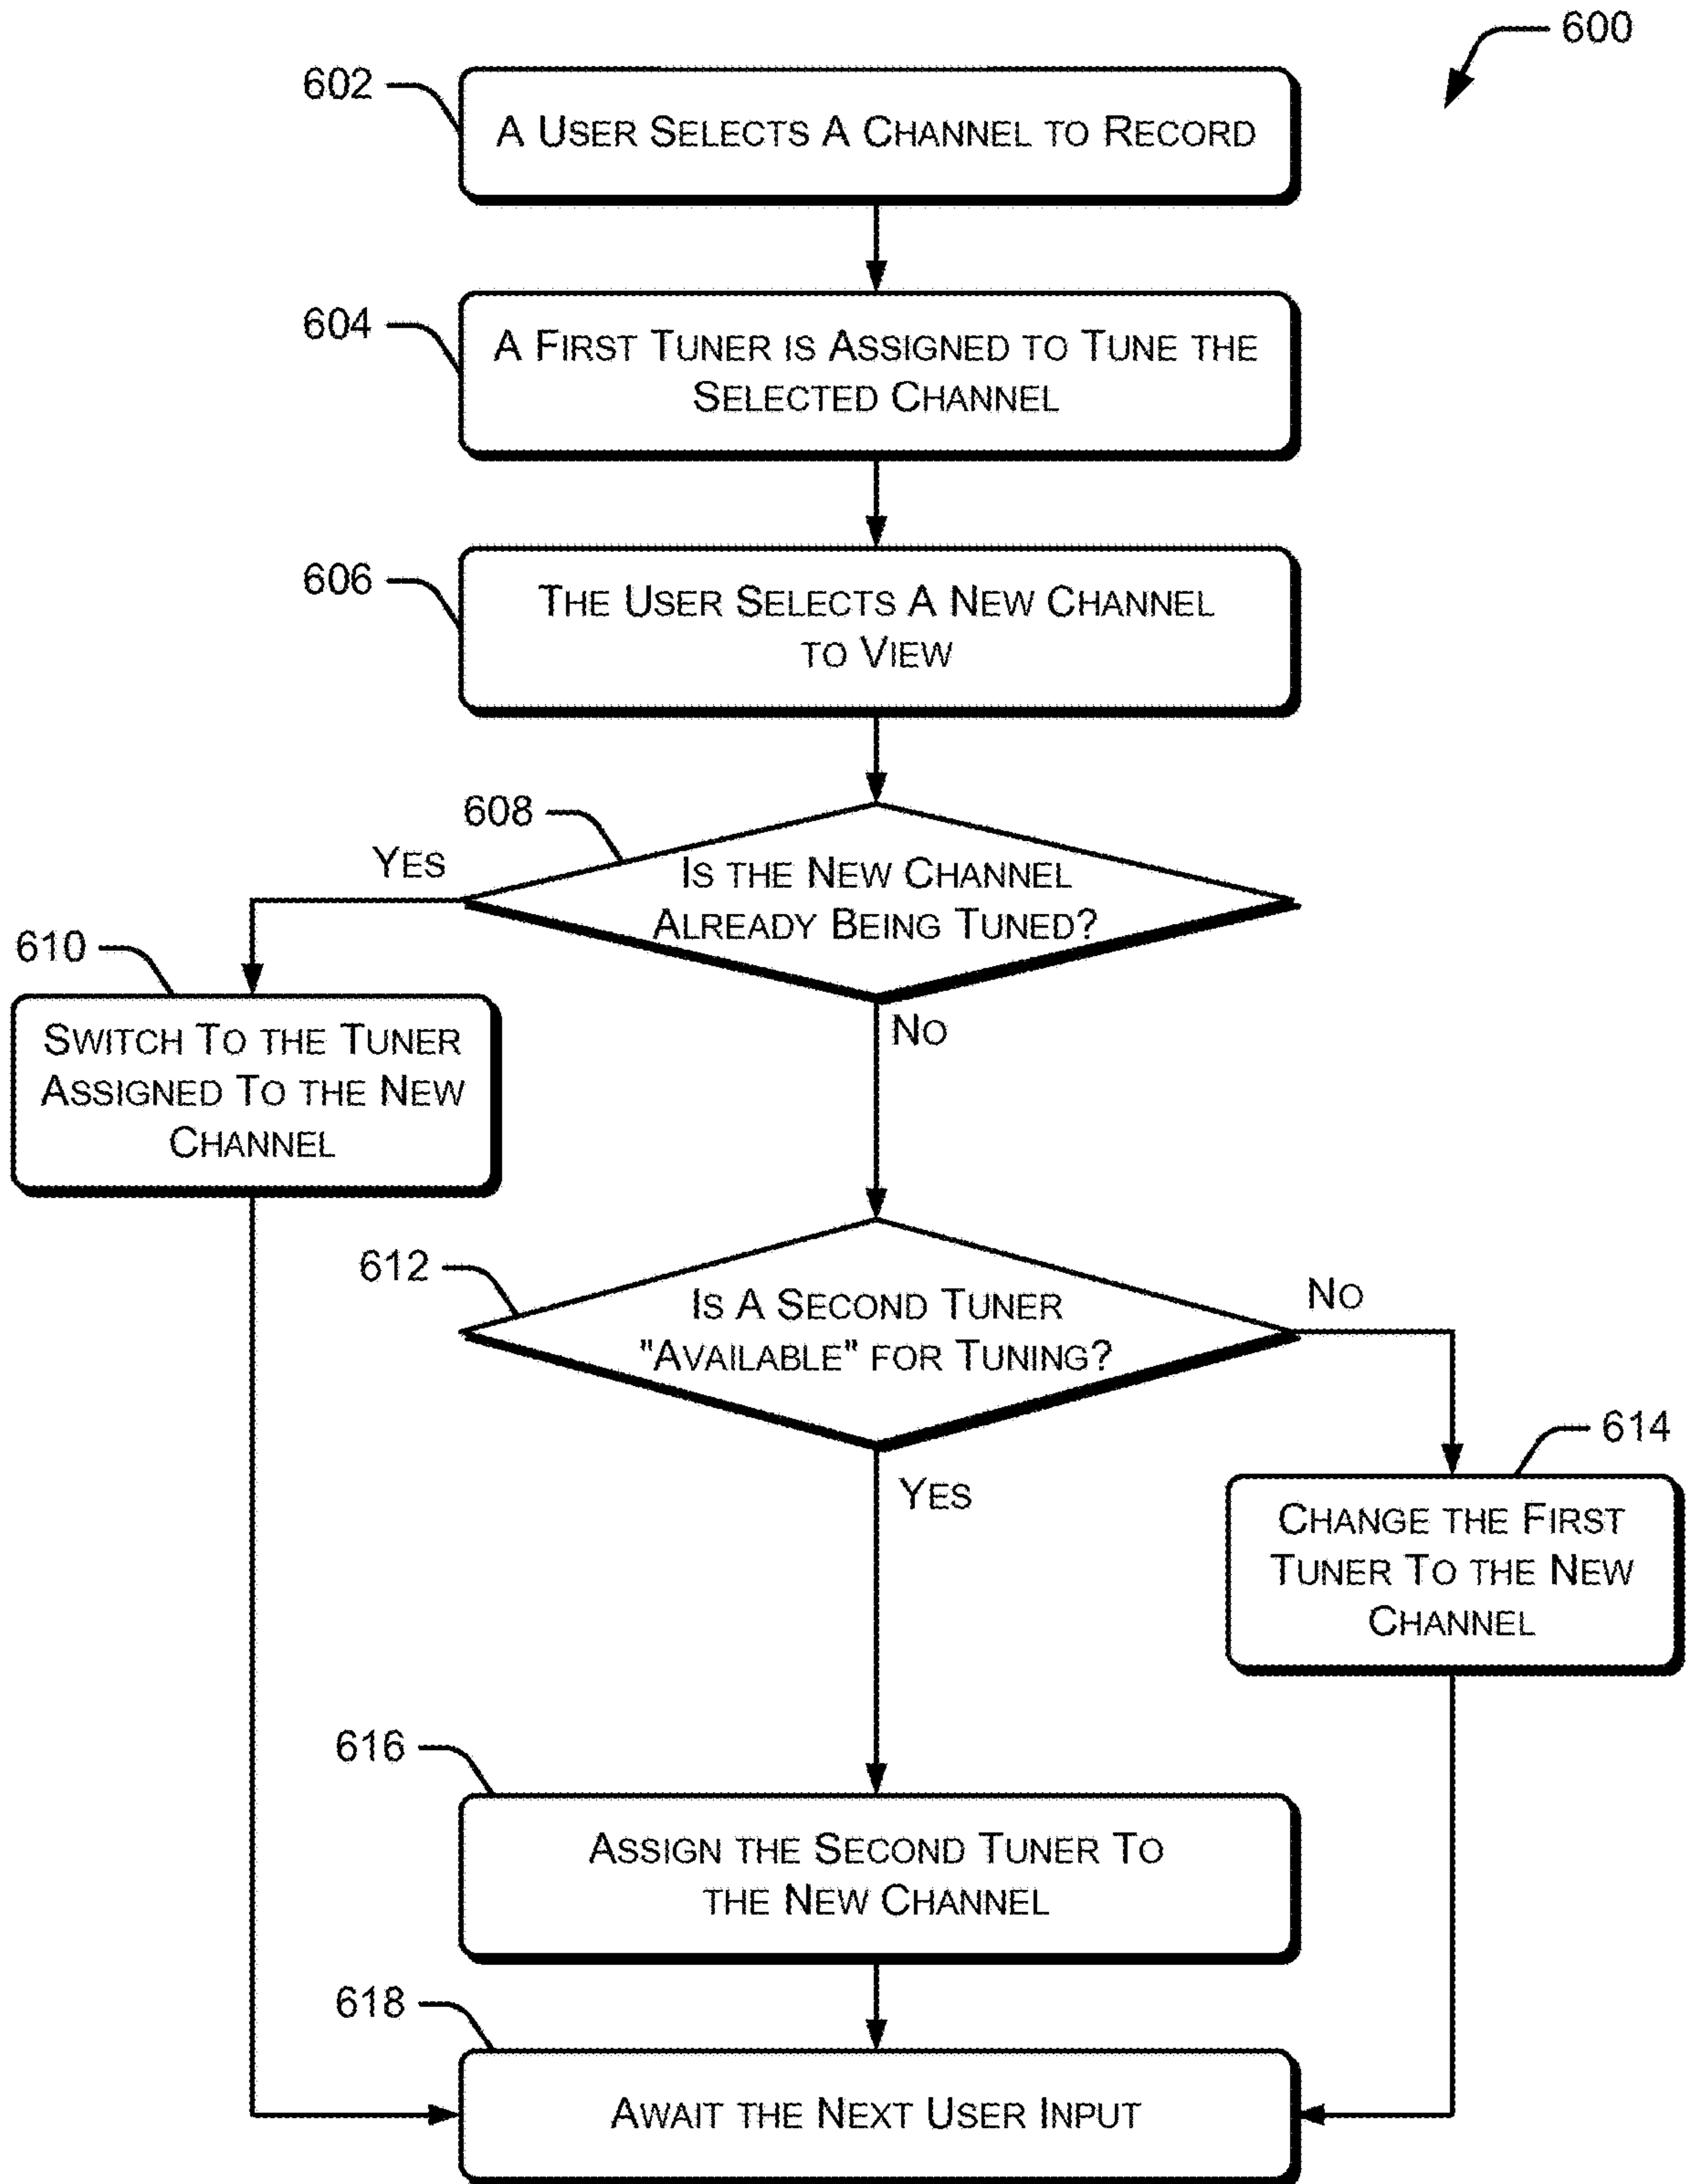 600
602
A USER SELECTS A CHANNEL TO RECORD
604
A FIRST TUNER IS ASSIGNED TO TUNE THE
SELECTED CHANNEL
606
THE USER SELECTS A NEW CHANNEL
TO VIEW
608
YES
IS THE NEW CHANNEL
ALREADY BEING TUNED?
610
SWITCH TO THE TUNER
ASSIGNED TO THE NEW
CHANNEL
NO
612
IS A SECOND TUNER
"AVAILABLE" FOR TUNING?
NO
614
YES
CHANGE THE FIRST
TUNER TO THE NEW
CHANNEL
616
ASSIGN THE SECOND TUNER TO
THE NEW CHANNEL
618
AWAIT THE NEXT USER INPUT